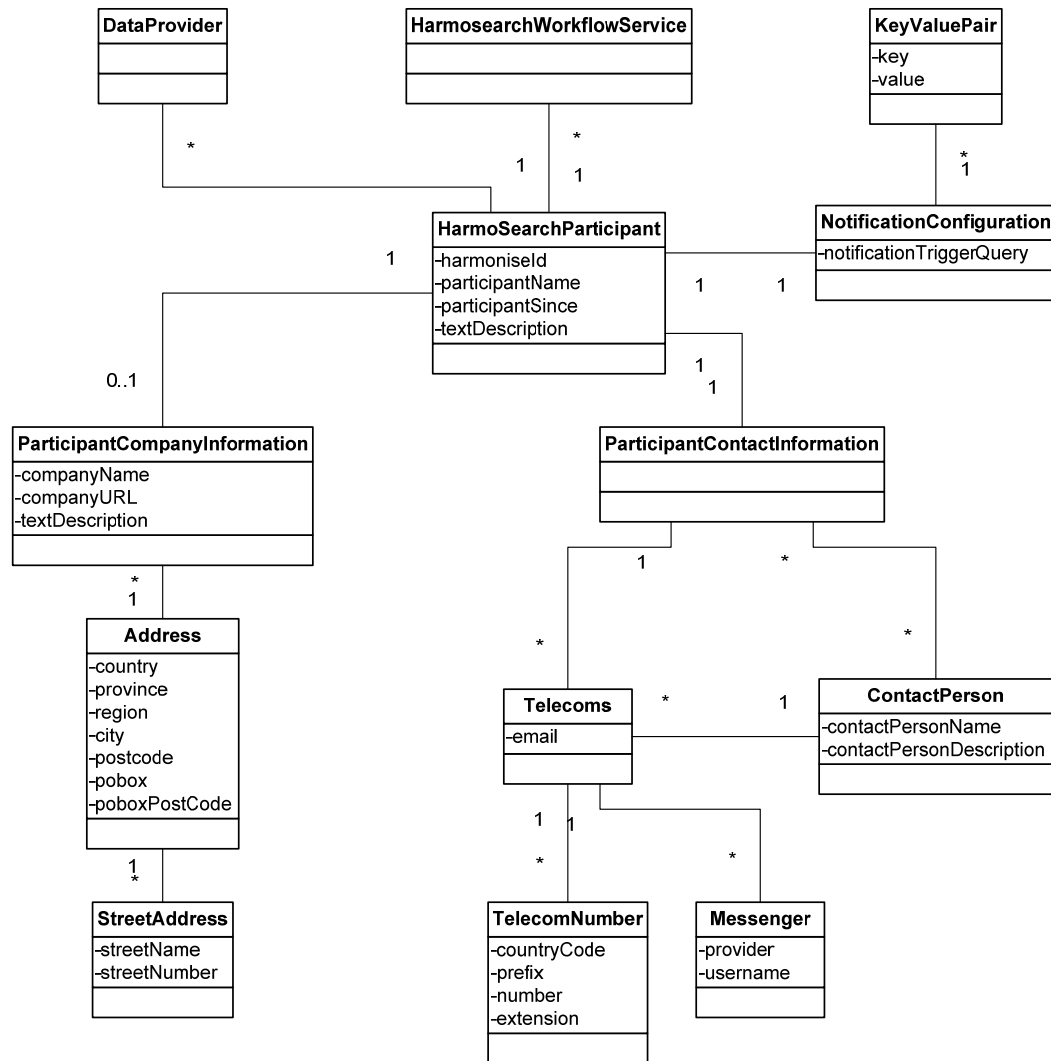 DataProvider
HarmosearchWorkflowService
KeyValuePair
-key
-value
*
*
*
1
1
1
HarmoSearchParticipant
-harmoniseId
-participantName
-participantSince
-textDescription
NotificationConfiguration
-notificationTriggerQuery
1
1
1
1
1
0..1
ParticipantCompanyInformation
-companyName
-companyURL
-textDescription
ParticipantContactInformation
*
1
1
*
*
*
Address
-country
-province
-region
-city
-postcode
-pobox
-poboxPostCode
Telecoms
-email
*
1
ContactPerson
-contactPersonName
-contactPersonDescription
1
*
1
1
*
*
StreetAddress
-streetName
-streetNumber
TelecomNumber
-countryCode
-prefix
-number
-extension
Messenger
-provider
-username